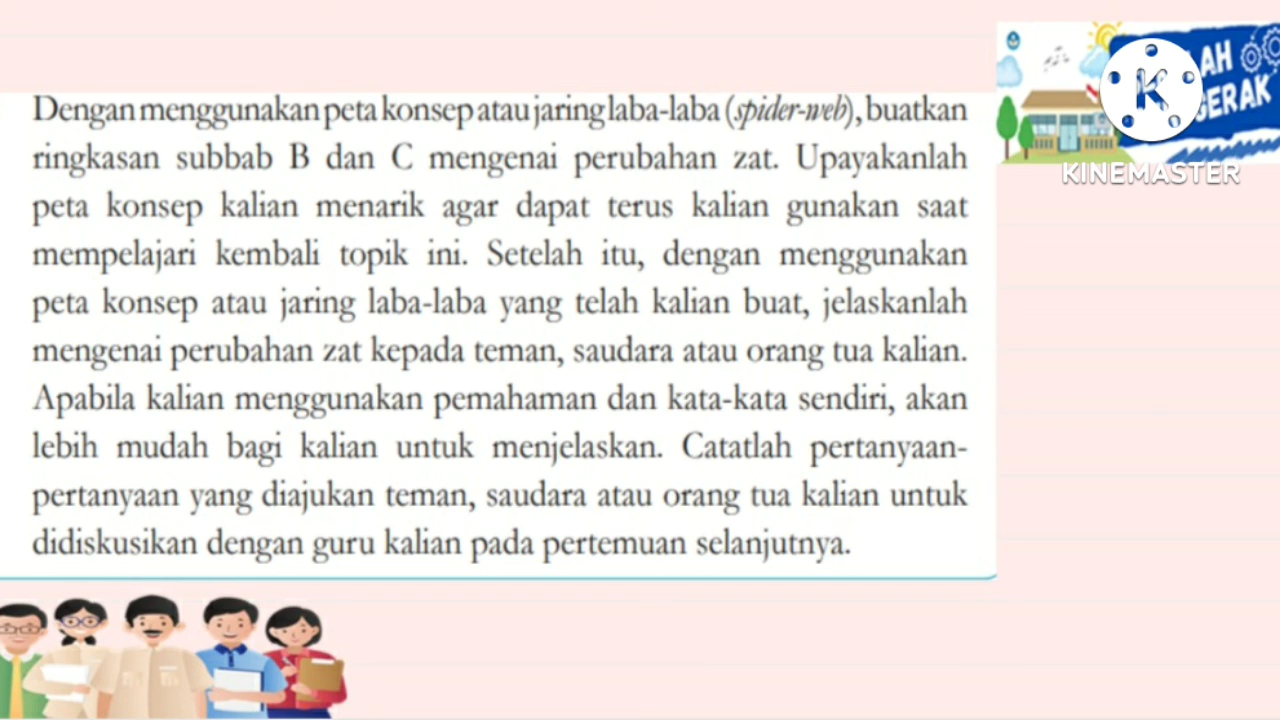 Dengan menggunakan peta konsep atau jaring laba-laba (spider-web), buatkan
ringkasan subbab B dan C mengenai perubahan zat. Upayakanlah
peta konsep kalian menarik agar dapat terus kalian gunakan saat
mempelajari kembali topik ini. Setelah itu, dengan menggunakan
peta konsep atau jaring laba-laba yang telah kalian buat, jelaskanlah
mengenai perubahan zat kepada teman, saudara atau orang tua kalian.
Apabila kalian menggunakan pemahaman dan kata-kata sendiri, akan
lebih mudah bagi kalian untuk menjelaskan. Catatlah pertanyaan-
pertanyaan yang diajukan teman, saudara atau orang tua kalian untuk
didiskusikan dengan guru kalian pada pertemuan selanjutnya.
K
KINEMASTER